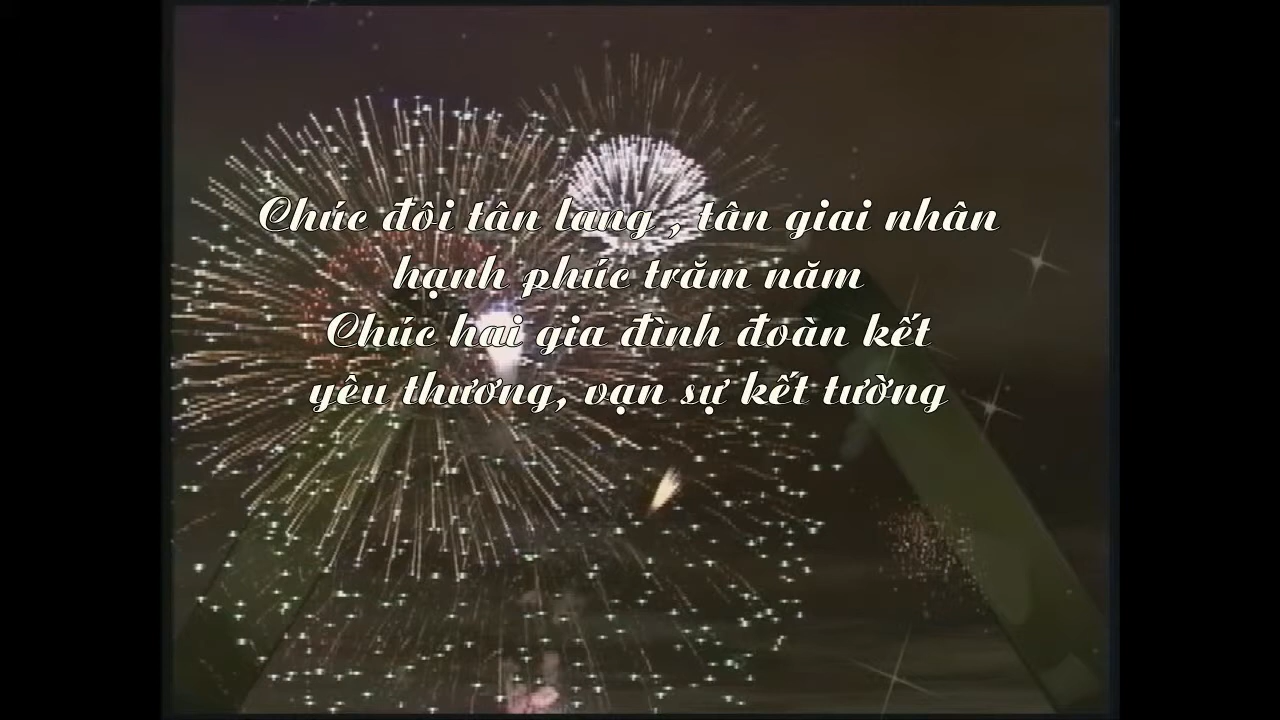 Chúc đôi tân lang , tân giai nhân
hạnh phúc trăm năm
Chúc hai gia đình đoàn kết
yêu thương, vạn sự kết tường